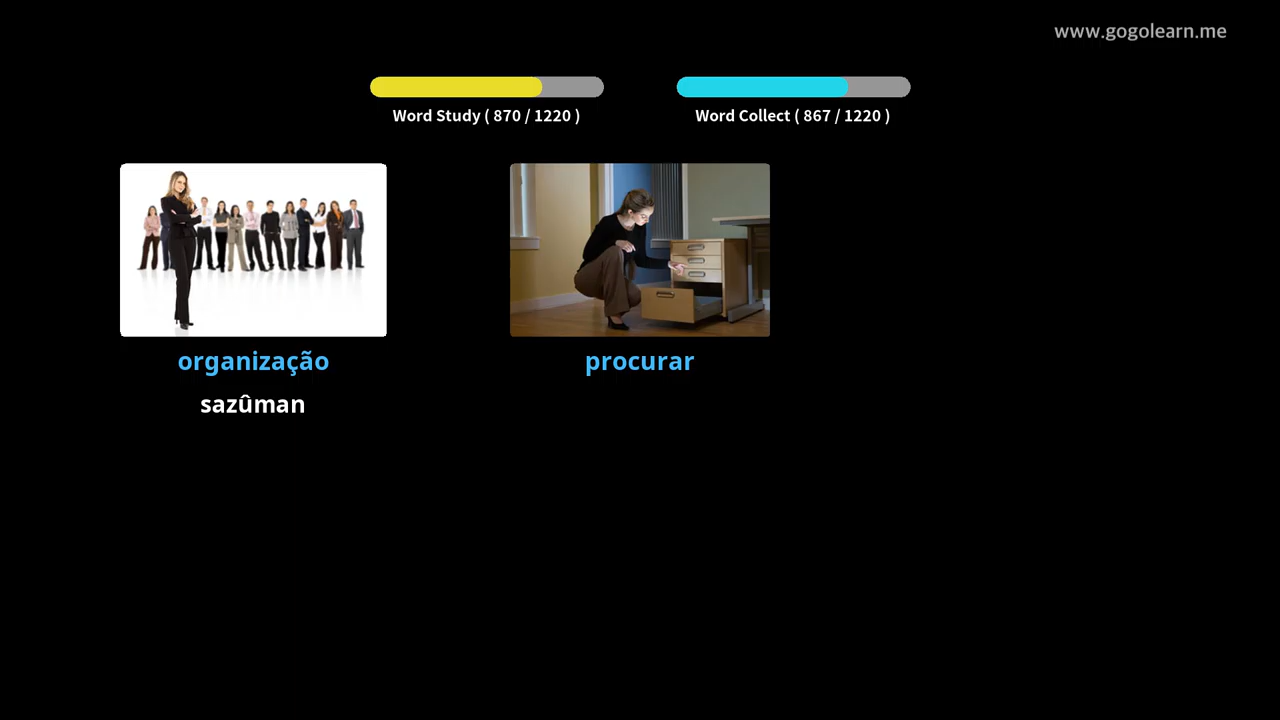 www.gogolearn.me
Word Study ( 870 / 1220 )
Word Collect ( 867 / 1220 )
organização
procurar
sazûman